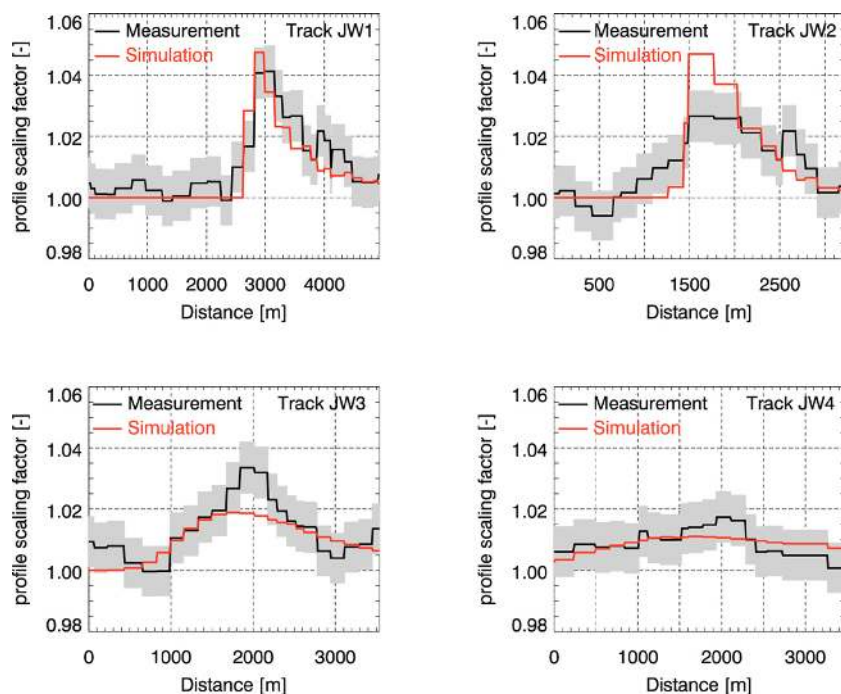 1.06
Measurement Track JW1
Simulation
1.04
1.02
1.00
0.98
profile scaling factor [-]
0 1000 2000 3000 4000
Distance [m]
1.06
Measurement Track JW2
Simulation
1.04
1.02
1.00
0.98
profile scaling factor [-]
500 1500 2500
Distance [m]
1.06
Measurement Track JW3
Simulation
1.04
1.02
1.00
0.98
profile scaling factor [-]
0 1000 2000 3000
Distance [m]
1.06
Measurement Track JW4
Simulation
1.04
1.02
1.00
0.98
profile scaling factor [-]
0 1000 2000 3000
Distance [m]